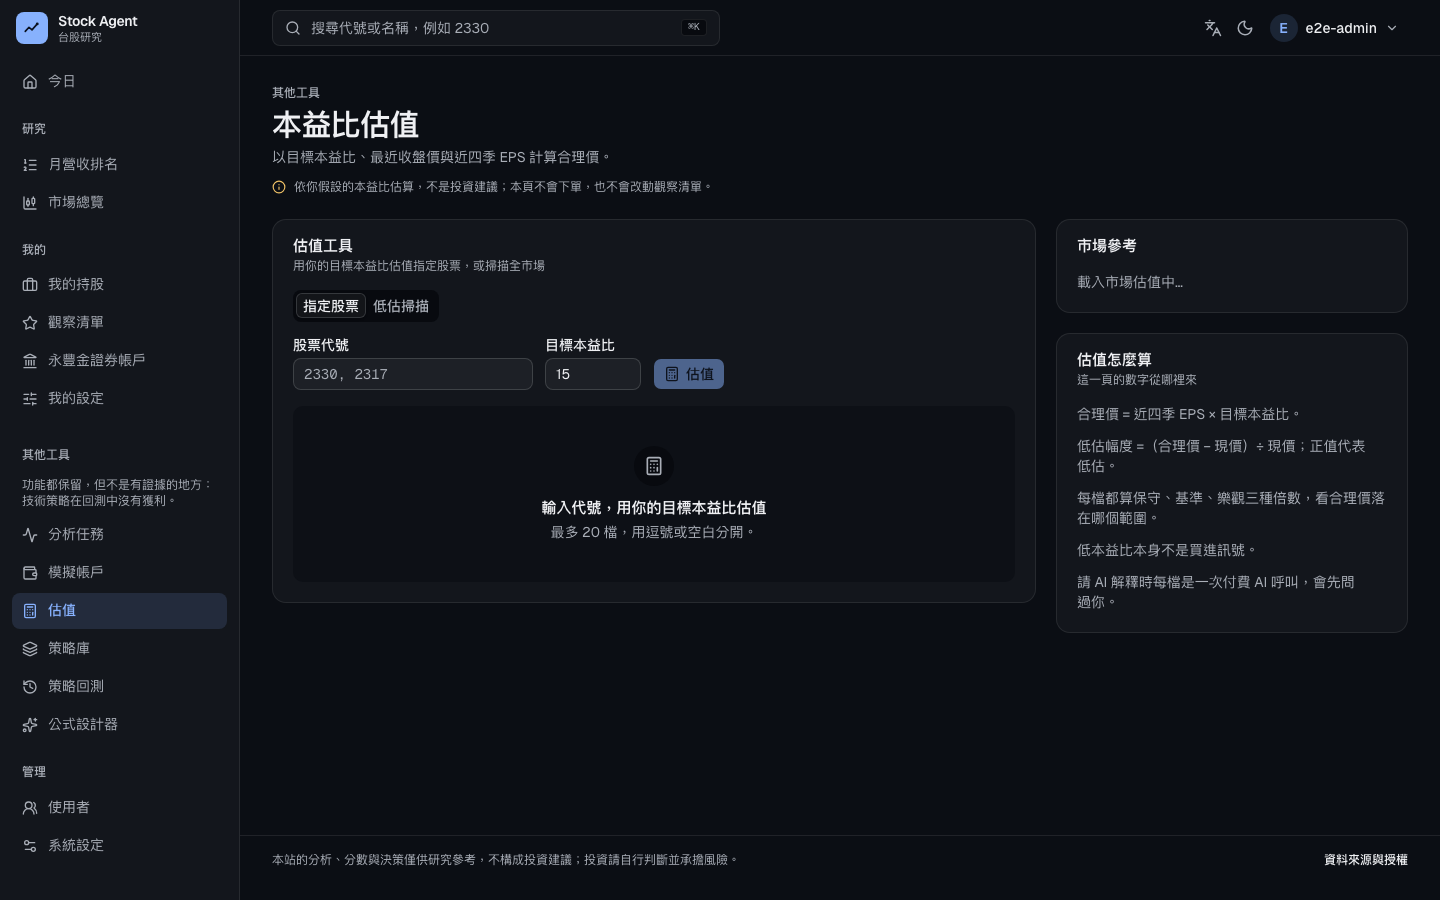 Stock Agent
台股研究
今日
研究
月營收排名
市場總覽
我的
我的持股
觀察清單
永豐金證券帳戶
我的設定
其他工具
功能都保留，但不是有證據的地方：
技術策略在回測中沒有獲利。
分析任務
模擬帳戶
估值
策略庫
策略回測
公式設計器
管理
使用者
系統設定
搜尋代號或名稱，例如 2330
⌘K
E
e2e-admin
其他工具
本益比估值
以目標本益比、最近收盤價與近四季 EPS 計算合理價。
依你假設的本益比估算，不是投資建議；本頁不會下單，也不會改動觀察清單。
估值工具
用你的目標本益比估值指定股票，或掃描全市場
指定股票
低估掃描
股票代號
目標本益比
2330, 2317
15
估值
輸入代號，用你的目標本益比估值
最多 20 檔，用逗號或空白分開。
市場參考
載入市場估值中…
估值怎麼算
這一頁的數字從哪裡來
合理價 = 近四季 EPS × 目標本益比。
低估幅度 =（合理價 − 現價）÷ 現價；正值代表
低估。
每檔都算保守、基準、樂觀三種倍數，看合理價落
在哪個範圍。
低本益比本身不是買進訊號。
請 AI 解釋時每檔是一次付費 AI 呼叫，會先問
過你。
本站的分析、分數與決策僅供研究參考，不構成投資建議；投資請自行判斷並承擔風險。
資料來源與授權